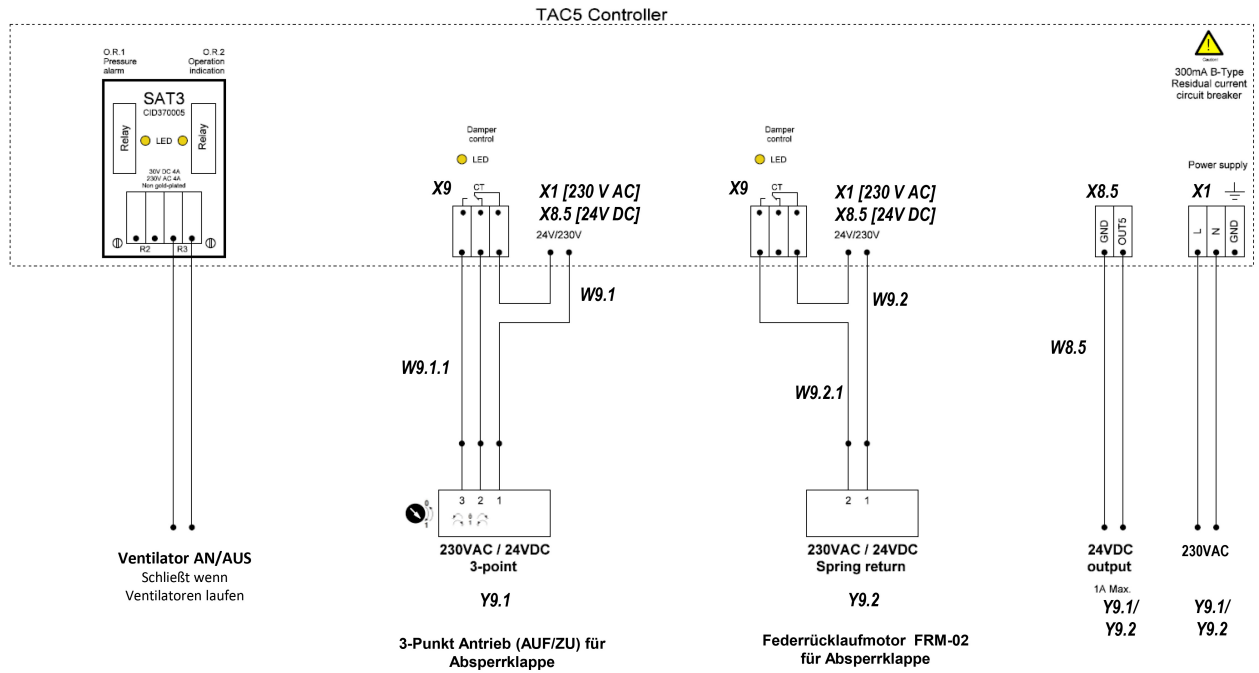 TAC5 Controller
O.R.1
Pressure
alarm
O.R.2
Operation
indication
SAT3
CID370005
Relay
LED
Relay
30V DC 4A
230V AC 4A
Non gold-plated
R2
R3
Ventilator AN/AUS
Schließt wenn
Ventilatoren laufen
Damper
control
LED
X9
CT
X1 [230 V AC]
X8.5 [24V DC]
24V/230V
W9.1
W9.1.1
3 2 1
0
1
0
1
230VAC / 24VDC
3-point
Y9.1
3-Punkt Antrieb (AUF/ZU) für
Absperrklappe
Damper
control
LED
X9
CT
X1 [230 V AC]
X8.5 [24V DC]
24V/230V
W9.2
W9.2.1
2 1
230VAC / 24VDC
Spring return
Y9.2
Federrücklaufmotor FRM-02
für Absperrklappe
X8.5
GND
OUT5
W8.5
24VDC
output
1A Max.
Y9.1/
Y9.2
Caution!
300mA B-Type
Residual current
circuit breaker
Power supply
X1
L
N
GND
230VAC
Y9.1/
Y9.2